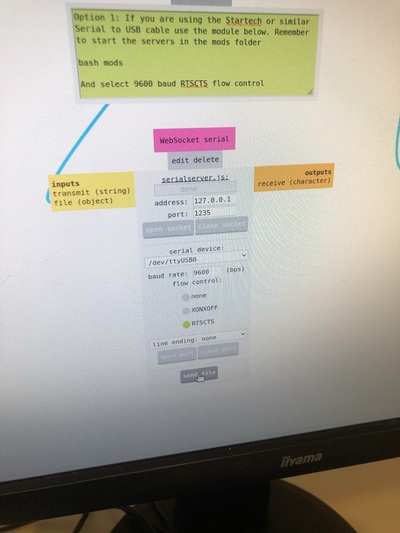 Option 1: If you are using the Startech or similar
Serial to USB cable use the module below. Remember
to start the servers in the mods folder
bash mods
And select 9600 baud RTSCTS flow control
WebSocket serial
edit delete
inputs
transmit (string)
file (object)
serialserver.js:
done
address: 127.0.0.1
port: 1235
open socket close socket
outputs
receive (character)
serial device:
/dev/ttyUSB0
baud rate: 9600 (bps)
flow control:
none
XONXOFF
RTSCTS
line ending: none
open port close port
send file
iiyama